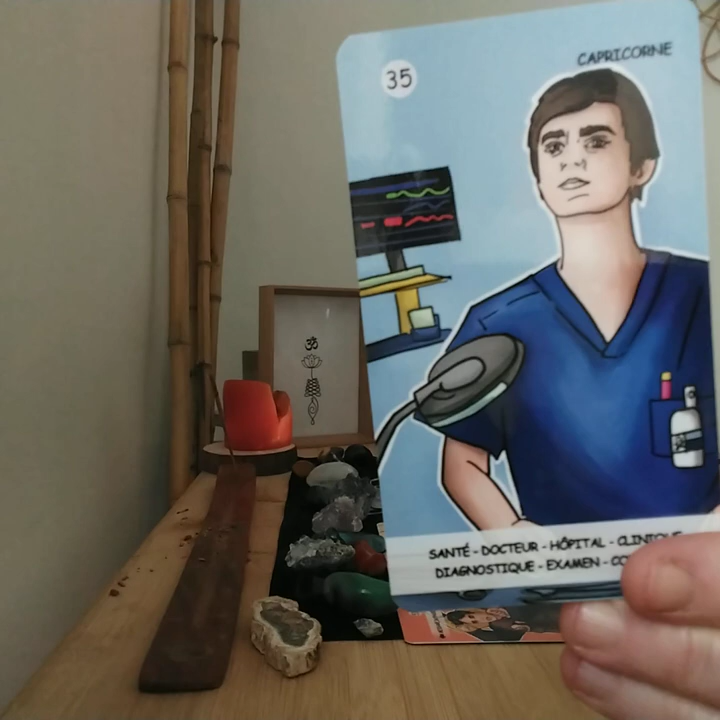 35
CAPRICORNE
SANTÉ - DOCTEUR - HÔPITAL - CLINIQUE
DIAGNOSTIQUE - EXAMEN -
ॐ